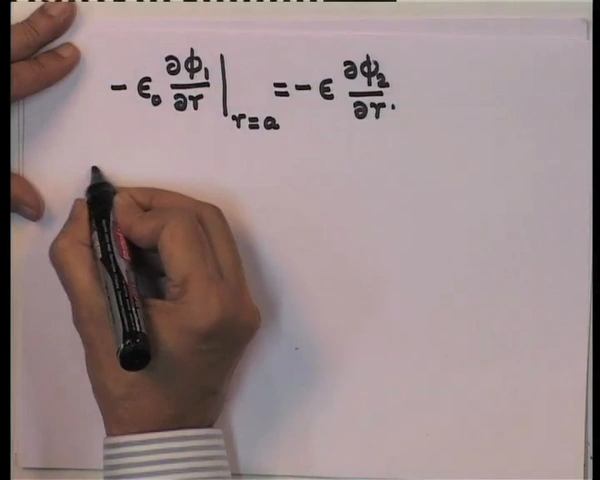 - ϵ₀ ∂ϕ₁/∂r |r=a = - ϵ ∂ϕ₂/∂r.